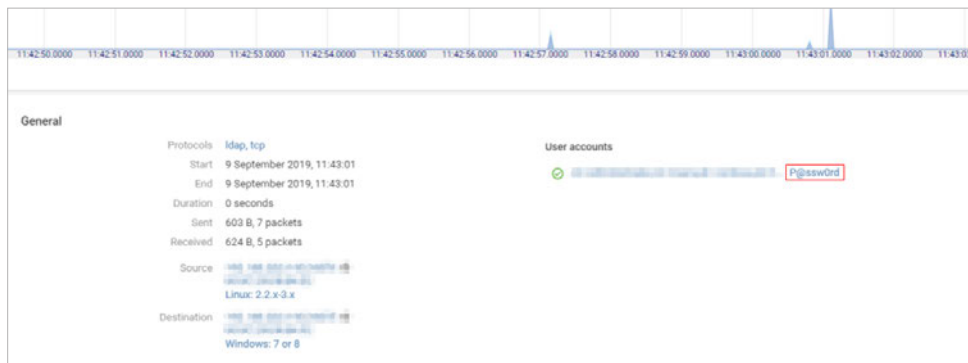 11:42:50.0000 11:42:51.0000 11:42:52.0000 11:42:53.0000 11:42:54.0000 11:42:55.0000 11:42:56.0000 11:42:57.0000 11:42:58.0000 11:42:59.0000 11:43:00.0000 11:43:01.0000 11:43:02.0000 11:43:0
General
Protocols ldap, tcp
Start 9 September 2019, 11:43:01
End 9 September 2019, 11:43:01
Duration 0 seconds
Sent 603 B, 7 packets
Received 624 B, 5 packets
Source
Linux: 2.2.x-3.x
Destination
Windows: 7 or 8
User accounts
P@ssw0rd